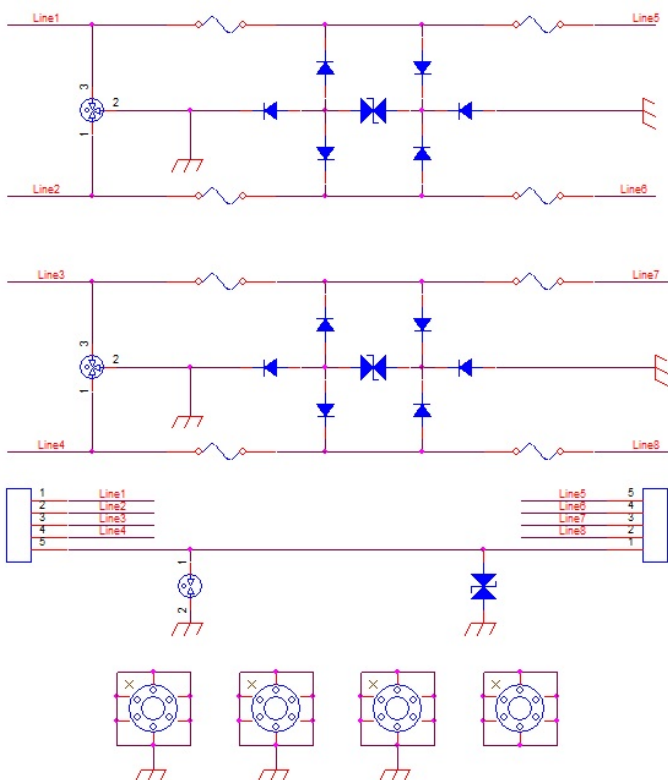 Line1 Line5
3
2
1
Line2 Line6
Line3 Line7
3
2
1
Line4 Line8
1 Line1 Line5 5
2 Line2 Line6 4
3 Line3 Line7 3
4 Line4 Line8 2
5 1
1
2